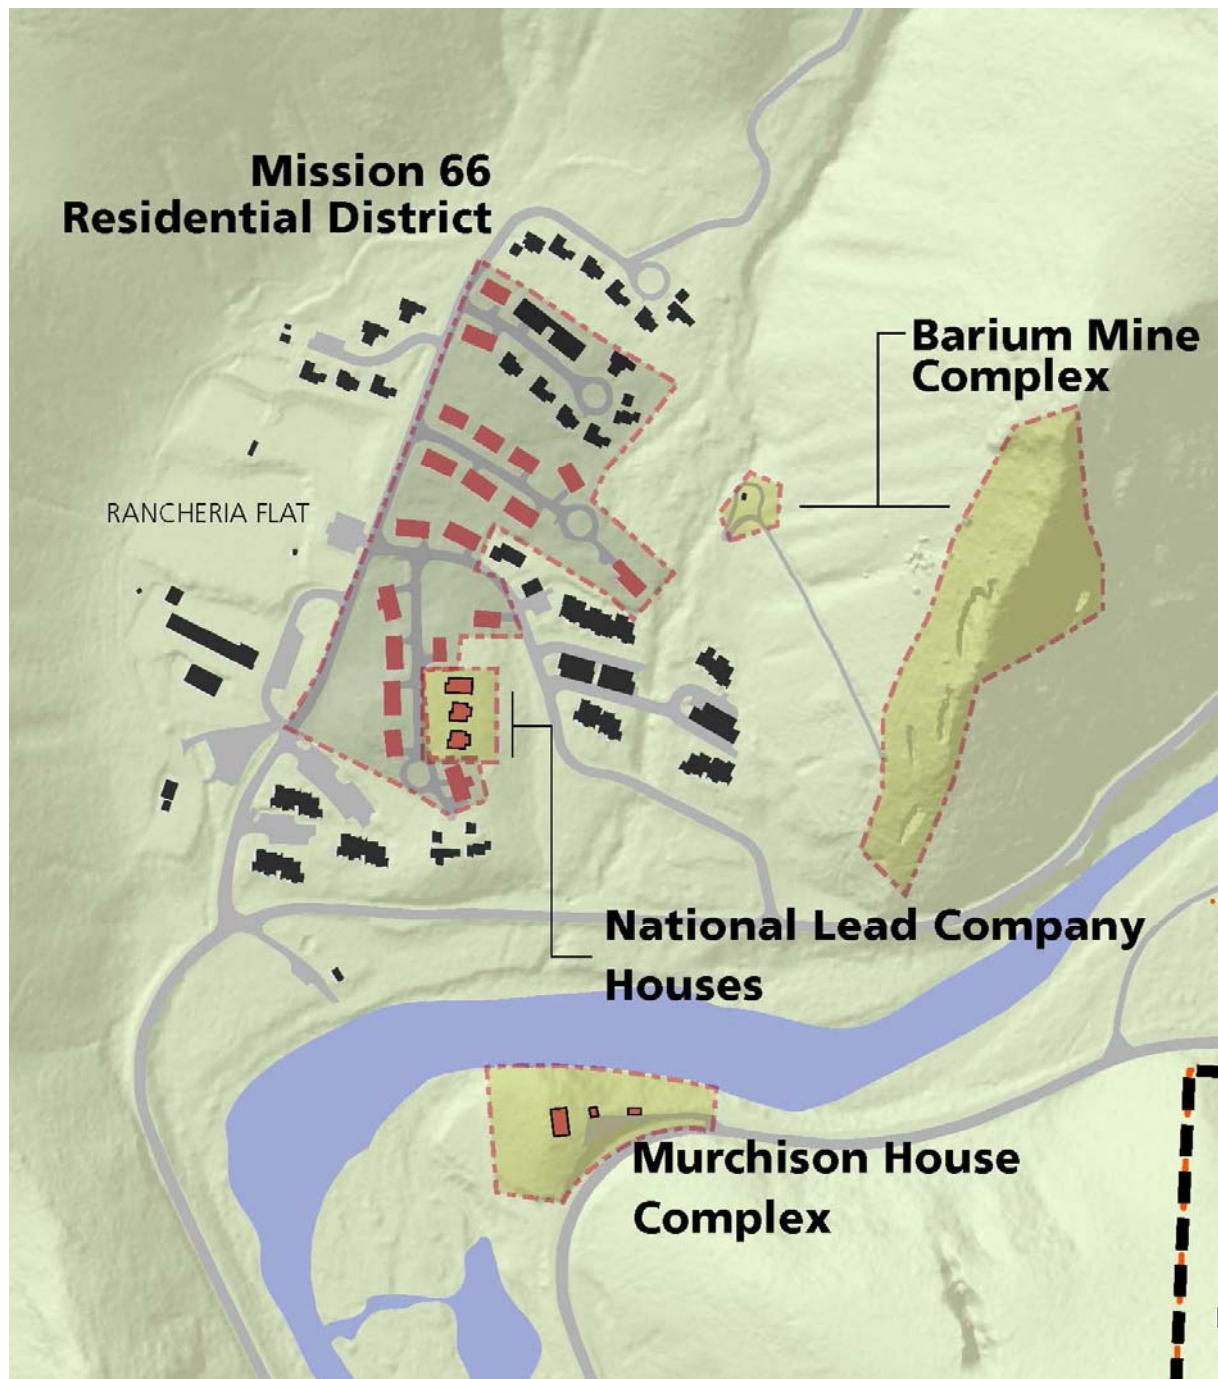 Mission 66
Residential District
Barium Mine
Complex
RANCHERIA FLAT
National Lead Company
Houses
Murchison House
Complex